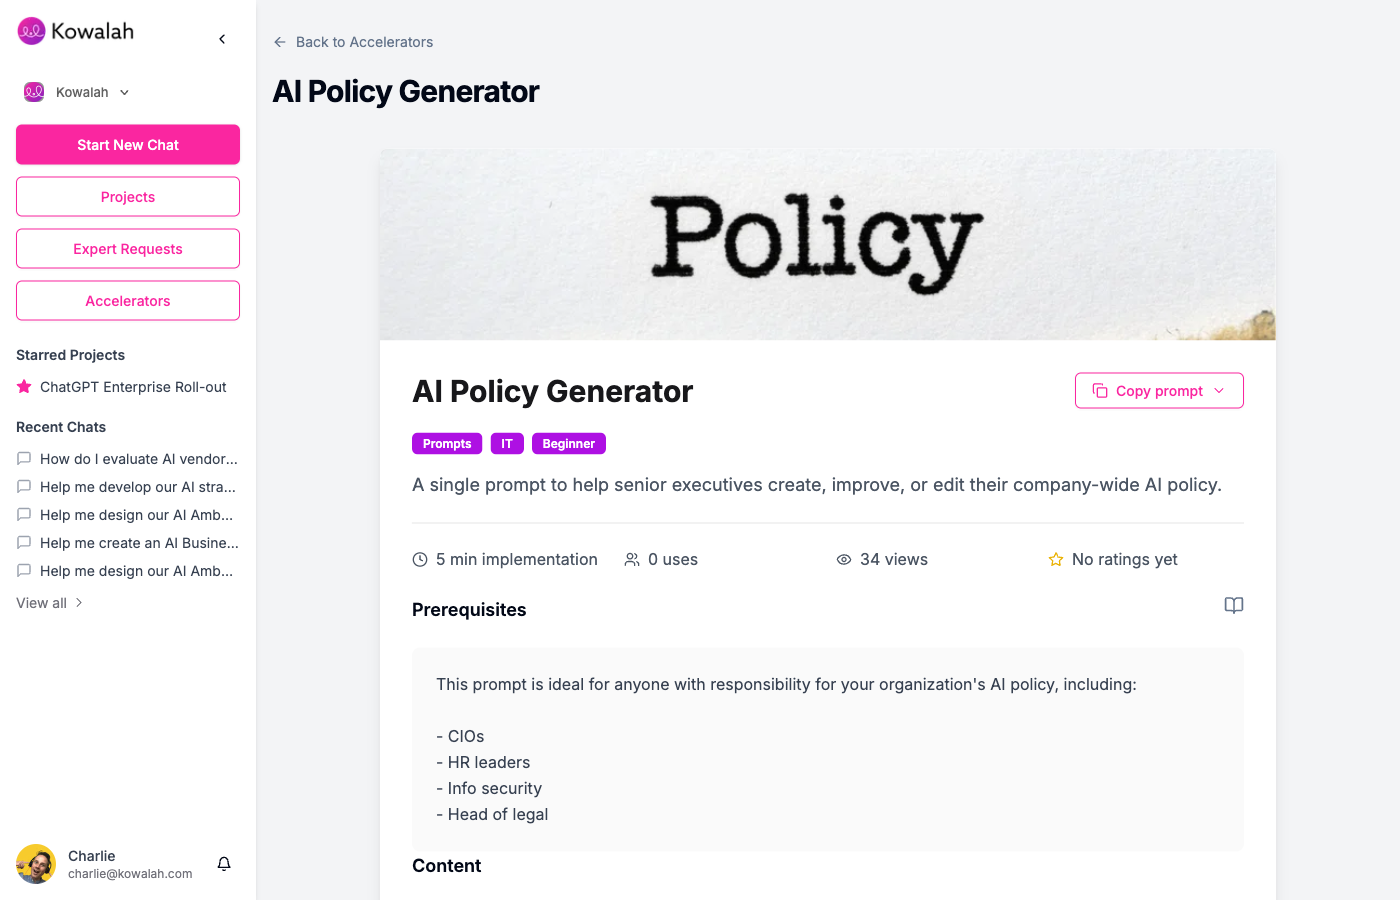 Kowalah
Kowalah
Start New Chat
Projects
Expert Requests
Accelerators
Starred Projects
ChatGPT Enterprise Roll-out
Recent Chats
How do I evaluate AI vendor...
Help me develop our AI stra...
Help me design our AI Amb...
Help me create an AI Busine...
Help me design our AI Amb...
View all
Charlie
charlie@kowalah.com
Back to Accelerators
AI Policy Generator
Policy
AI Policy Generator
Copy prompt
Prompts IT Beginner
A single prompt to help senior executives create, improve, or edit their company-wide AI policy.
5 min implementation 0 uses 34 views No ratings yet
Prerequisites
This prompt is ideal for anyone with responsibility for your organization's AI policy, including:
- CIOs
- HR leaders
- Info security
- Head of legal
Content